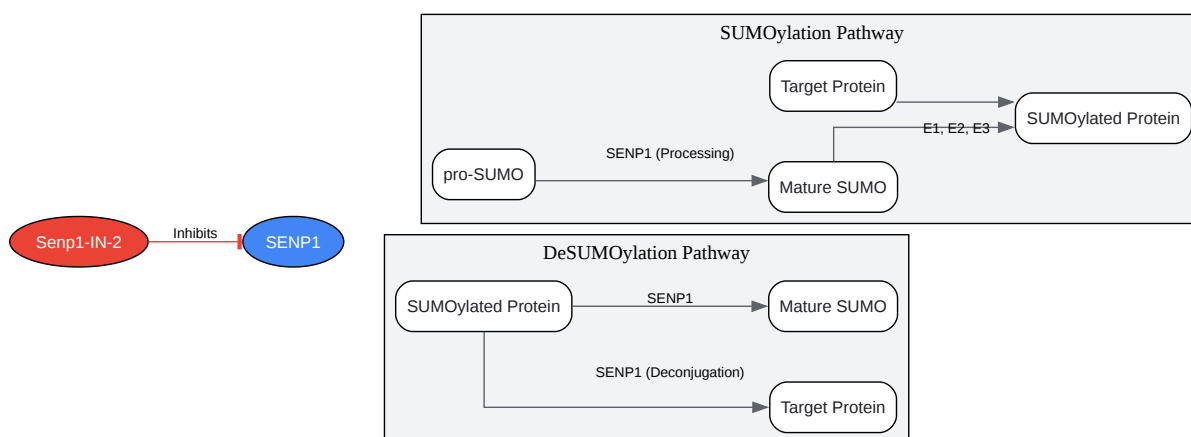 SUMOylation Pathway
Target Protein
SUMOylated Protein
E1, E2, E3
SENP1 (Processing)
pro-SUMO
Mature SUMO
Senp1-IN-2
Inhibits
SENP1
DeSUMOylation Pathway
SUMOylated Protein
SENP1
Mature SUMO
SENP1 (Deconjugation)
Target Protein